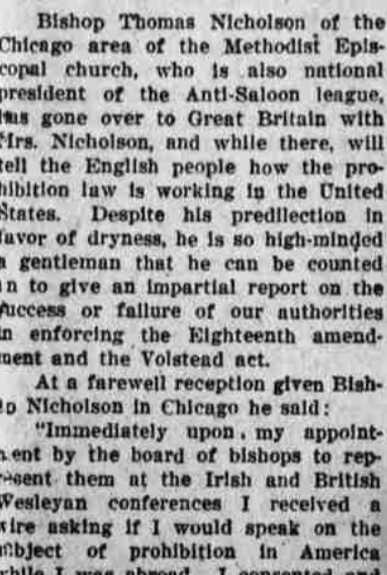 Bishop Thomas Nicholson of the
Chicago area of the Methodist Epis-
copal church, who is also national
president of the Anti-Saloon league,
has gone over to Great Britain with
Mrs. Nicholson, and while there, will
tell the English people how the pro-
hibition law is working in the United
States. Despite his predilection in
favor of dryness, he is so high-minded
a gentleman that he can be counted
on to give an impartial report on the
success or failure of our authorities
in enforcing the Eighteenth amend-
ment and the Volstead act.
At a farewell reception given Bish-
op Nicholson in Chicago he said:
"Immediately upon my appoint-
ment by the board of bishops to rep-
resent them at the Irish and British
Wesleyan conferences I received a
wire asking if I would speak on the
subject of prohibition in America
while I was abroad. I consented and